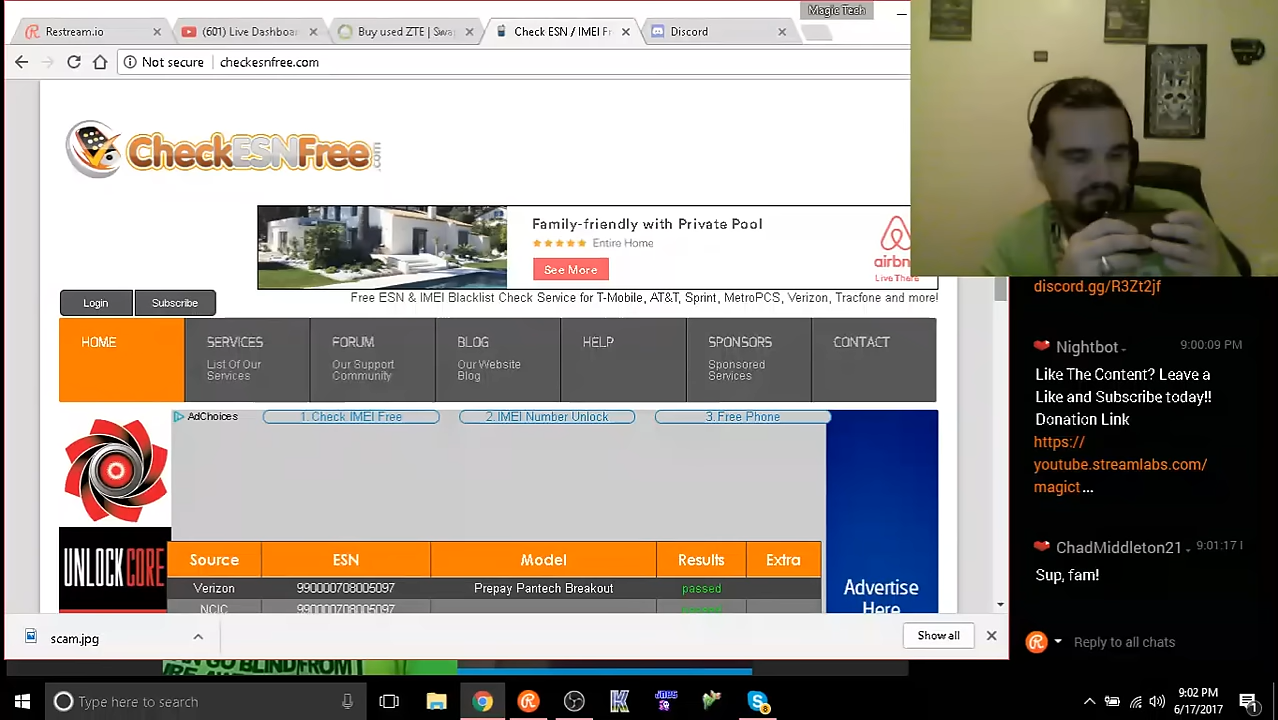 Magic Tech
Restream.io
(601) Live Dashboa
Buy used ZTE | Swa
Check ESN / IMEI Fr
Discord
Not secure
checkesnfree.com
CheckESNFree.com
Family-friendly with Private Pool
Entire Home
See More
airbn
Live There
Login
Subscribe
Free ESN & IMEI Blacklist Check Service for T-Mobile, AT&T, Sprint, MetroPCS, Verizon, Tracfone and more!
HOME
SERVICES
List Of Our
Services
FORUM
Our Support
Community
BLOG
Our Website
Blog
HELP
SPONSORS
Sponsored
Services
CONTACT
AdChoices
1. Check IMEI Free
2. IMEI Number Unlock
3. Free Phone
UNLOCKCORE
Source ESN Model Results Extra
Verizon 990000708005097 Prepay Pantech Breakout passed
NCIC 990000708005097 passed
Advertise
Here
discord.gg/R3Zt2jf
Nightbot 9:00:09 PM
Like The Content? Leave a
Like and Subscribe today!!
Donation Link
https://
youtube.streamlabs.com/
magict...
ChadMiddleton21 9:01:17
Sup, fam!
Reply to all chats
scam.jpg
Show all
Type here to search
9:02 PM
6/17/2017